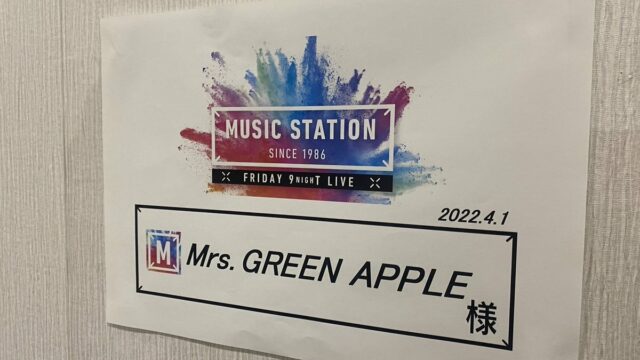 MUSIC STATION
SINCE 1986
FRIDAY 9NIGHT LIVE
2022.4.1
M Mrs. GREEN APPLE 様